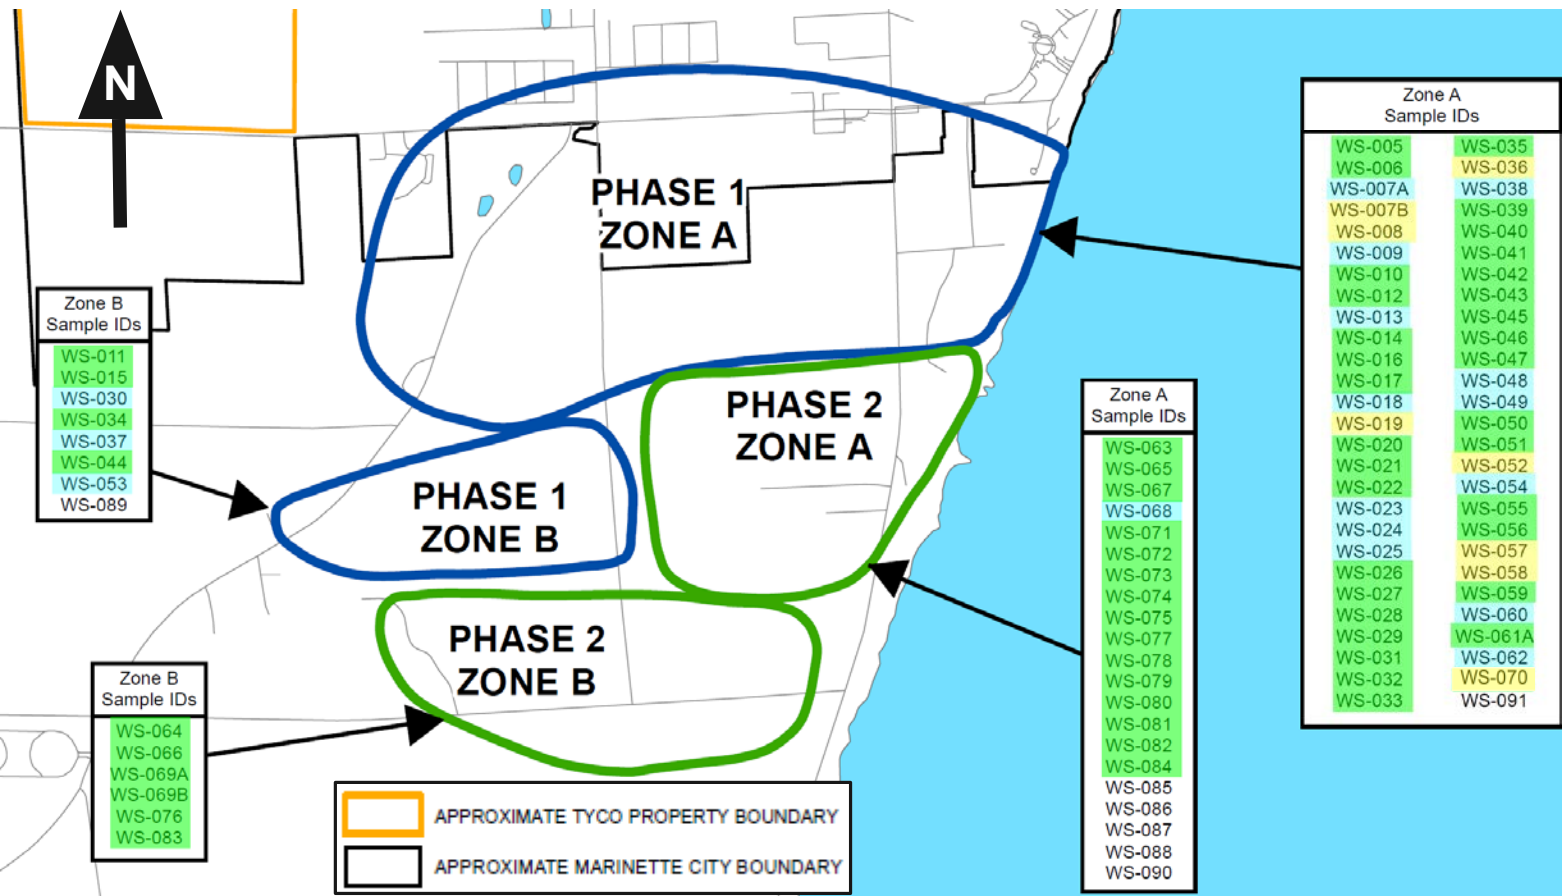 N
PHASE 1
ZONE A
PHASE 2
ZONE A
PHASE 1
ZONE B
PHASE 2
ZONE B
Zone B
Sample IDs
WS-011
WS-015
WS-030
WS-034
WS-037
WS-044
WS-053
WS-089
Zone B
Sample IDs
WS-064
WS-066
WS-069A
WS-069B
WS-076
WS-083
Zone A
Sample IDs
WS-063
WS-065
WS-067
WS-068
WS-071
WS-072
WS-073
WS-074
WS-075
WS-077
WS-078
WS-079
WS-080
WS-081
WS-082
WS-084
WS-085
WS-086
WS-087
WS-088
WS-090
Zone A
Sample IDs
WS-005 WS-035
WS-006 WS-036
WS-007A WS-038
WS-007B WS-039
WS-008 WS-040
WS-009 WS-041
WS-010 WS-042
WS-012 WS-043
WS-013 WS-045
WS-014 WS-046
WS-016 WS-047
WS-017 WS-048
WS-018 WS-049
WS-019 WS-050
WS-020 WS-051
WS-021 WS-052
WS-022 WS-054
WS-023 WS-055
WS-024 WS-056
WS-025 WS-057
WS-026 WS-058
WS-027 WS-059
WS-028 WS-060
WS-029 WS-061A
WS-031 WS-062
WS-032 WS-070
WS-033 WS-091
APPROXIMATE TYCO PROPERTY BOUNDARY
APPROXIMATE MARINETTE CITY BOUNDARY